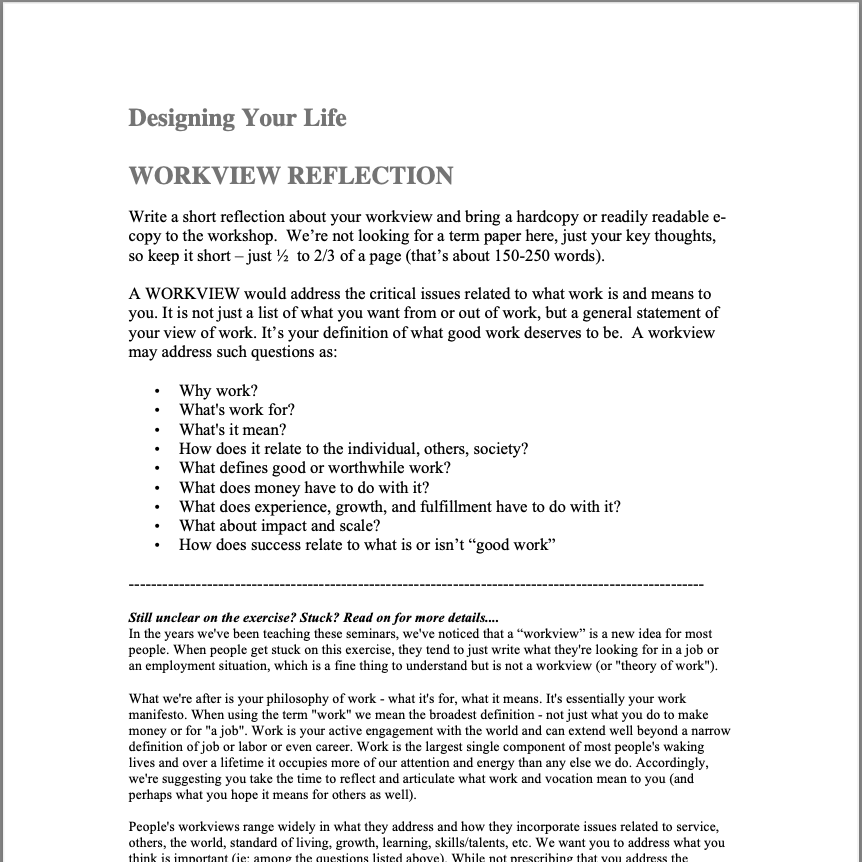 Designing Your Life
WORKVIEW REFLECTION
Write a short reflection about your workview and bring a hardcopy or readily readable e-
copy to the workshop.  We’re not looking for a term paper here, just your key thoughts,
so keep it short – just ½  to 2/3 of a page (that’s about 150-250 words).
A WORKVIEW would address the critical issues related to what work is and means to
you. It is not just a list of what you want from or out of work, but a general statement of
your view of work. It’s your definition of what good work deserves to be.  A workview
may address such questions as:
• Why work?
• What's work for?
• What's it mean?
• How does it relate to the individual, others, society?
• What defines good or worthwhile work?
• What does money have to do with it?
• What does experience, growth, and fulfillment have to do with it?
• What about impact and scale?
• How does success relate to what is or isn’t “good work”
-------------------------------------------------------------------------------------------------------
Still unclear on the exercise? Stuck? Read on for more details....
In the years we've been teaching these seminars, we've noticed that a “workview” is a new idea for most
people. When people get stuck on this exercise, they tend to just write what they're looking for in a job or
an employment situation, which is a fine thing to understand but is not a workview (or "theory of work").
What we're after is your philosophy of work - what it's for, what it means. It's essentially your work
manifesto. When using the term "work" we mean the broadest definition - not just what you do to make
money or for "a job". Work is your active engagement with the world and can extend well beyond a narrow
definition of job or labor or even career. Work is the largest single component of most people's waking
lives and over a lifetime it occupies more of our attention and energy than any else we do. Accordingly,
we're suggesting you take the time to reflect and articulate what work and vocation mean to you (and
perhaps what you hope it means for others as well).
People's workviews range widely in what they address and how they incorporate issues related to service,
others, the world, standard of living, growth, learning, skills/talents, etc. We want you to address what you
think is important (ie: among the questions listed above). While not prescribing that you address the